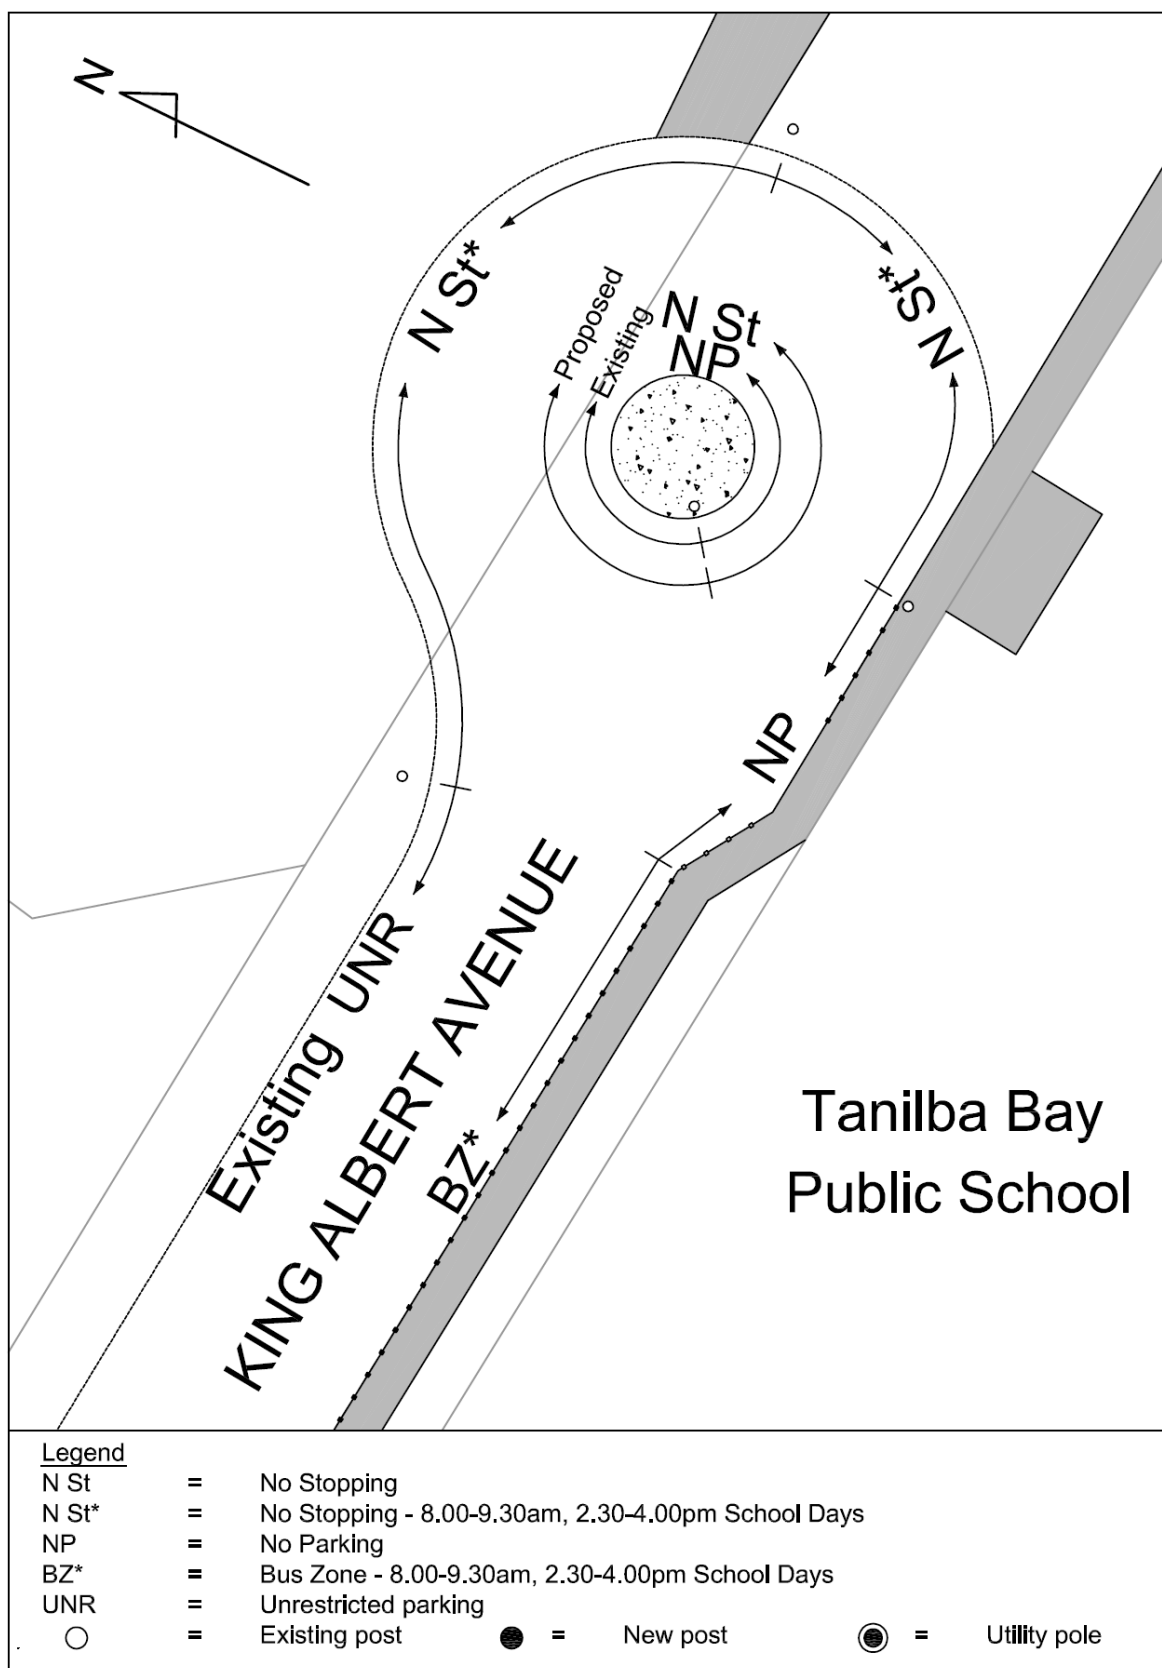 N
N St*
N St*
Proposed
Existing
N St
NP
NP
Existing UNR
KING ALBERT AVENUE
BZ*
Tanilba Bay
Public School
Legend
N St = No Stopping
N St* = No Stopping - 8.00-9.30am, 2.30-4.00pm School Days
NP = No Parking
BZ* = Bus Zone - 8.00-9.30am, 2.30-4.00pm School Days
UNR = Unrestricted parking
= Existing post = New post = Utility pole